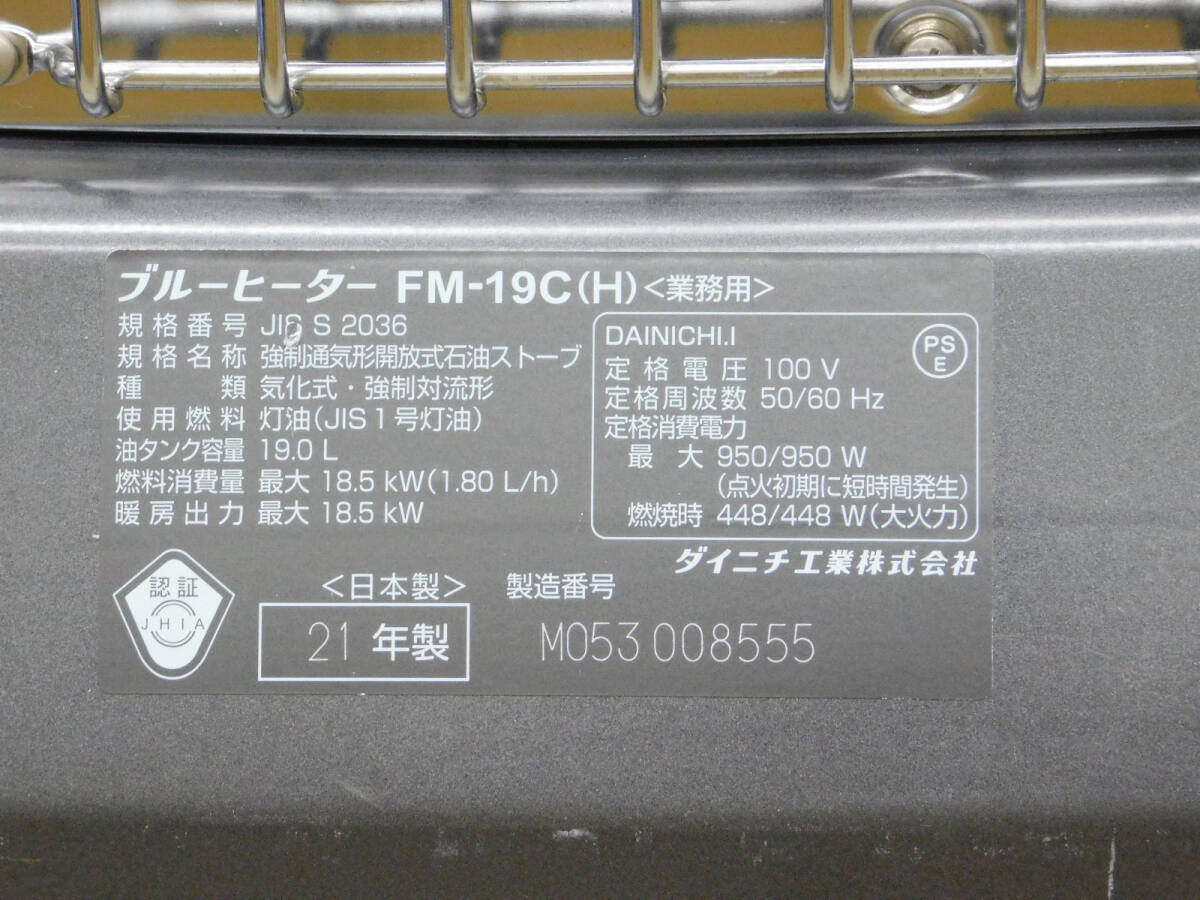 ブルーヒーター FM-19C(H)<業務用>
規格番号 JIS S 2036
規格名称 強制通気形開放式石油ストーブ
種 類 気化式・強制対流形
使用燃料 灯油(JIS1号灯油)
油タンク容量 19.0 L
燃料消費量 最大 18.5 kW(1.80 L/h)
暖房出力 最大 18.5 kW
DAINICHI.I
PS
E
定格電圧 100 V
定格周波数 50/60 Hz
定格消費電力
最 大 950/950 W
(点火初期に短時間発生)
燃焼時 448/448 W(大火力)
ダイニチ工業株式会社
認証
JHIA
<日本製>
21 年製
製造番号
M053 008555